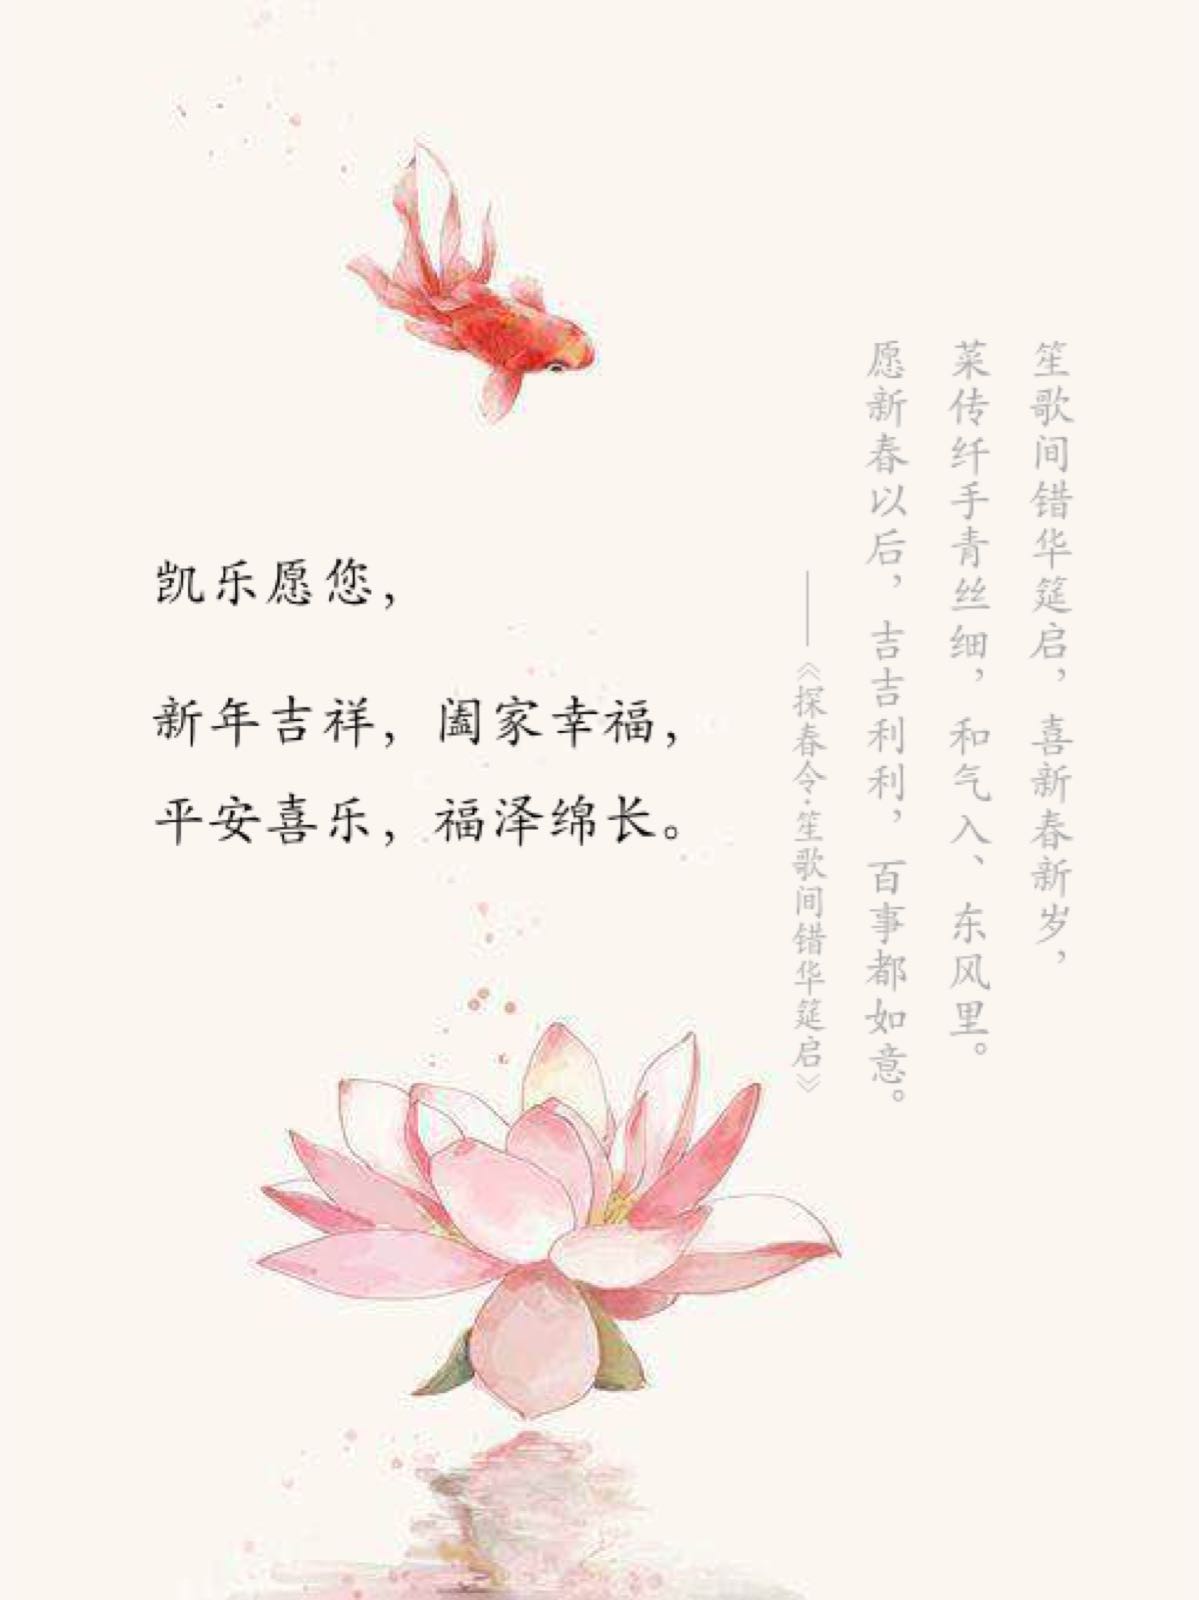 笙歌间错华筵启，喜新春新岁，
菜传纤手青丝细，和气入、东风里。
愿新春以后，吉吉利利，百事都如意。
——《探春令·笙歌间错华筵启》
凯乐愿您，
新年吉祥，阖家幸福，
平安喜乐，福泽绵长。